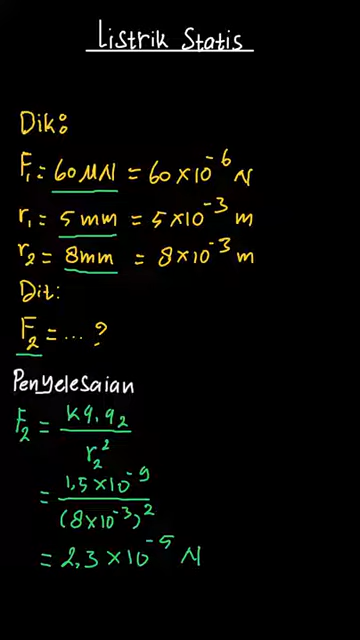 Listrik Statis
Dik:
F₁ = 60 μN = 60 × 10⁻⁶ N
r₁ = 5 mm = 5 × 10⁻³ m
r₂ = 8mm = 8 × 10⁻³ m
Dit:
F₂ = ... ?
Penyelesaian
F₂ = kq₁q₂ / r₂²
= 1,5 × 10⁻⁹ / (8 × 10⁻³)²
= 2,3 × 10⁻⁵ N